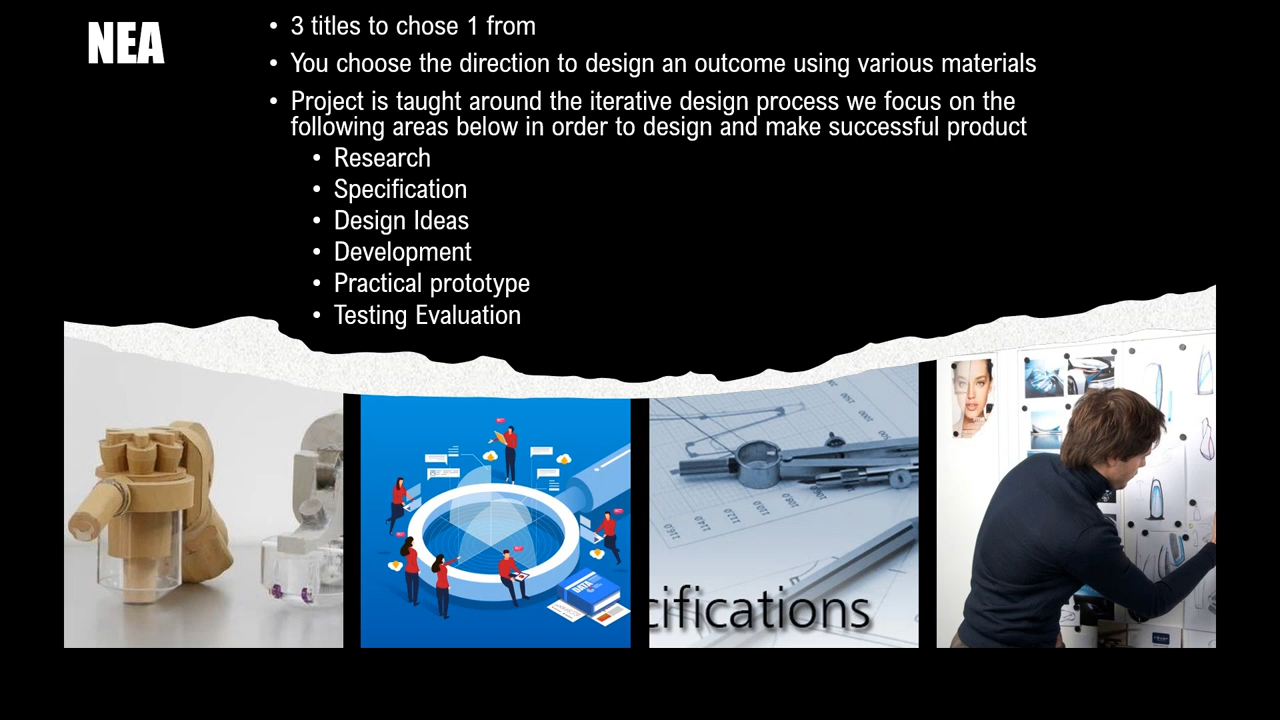 NEA
• 3 titles to chose 1 from
• You choose the direction to design an outcome using various materials
• Project is taught around the iterative design process we focus on the
following areas below in order to design and make successful product
• Research
• Specification
• Design Ideas
• Development
• Practical prototype
• Testing Evaluation
DATA
cifications